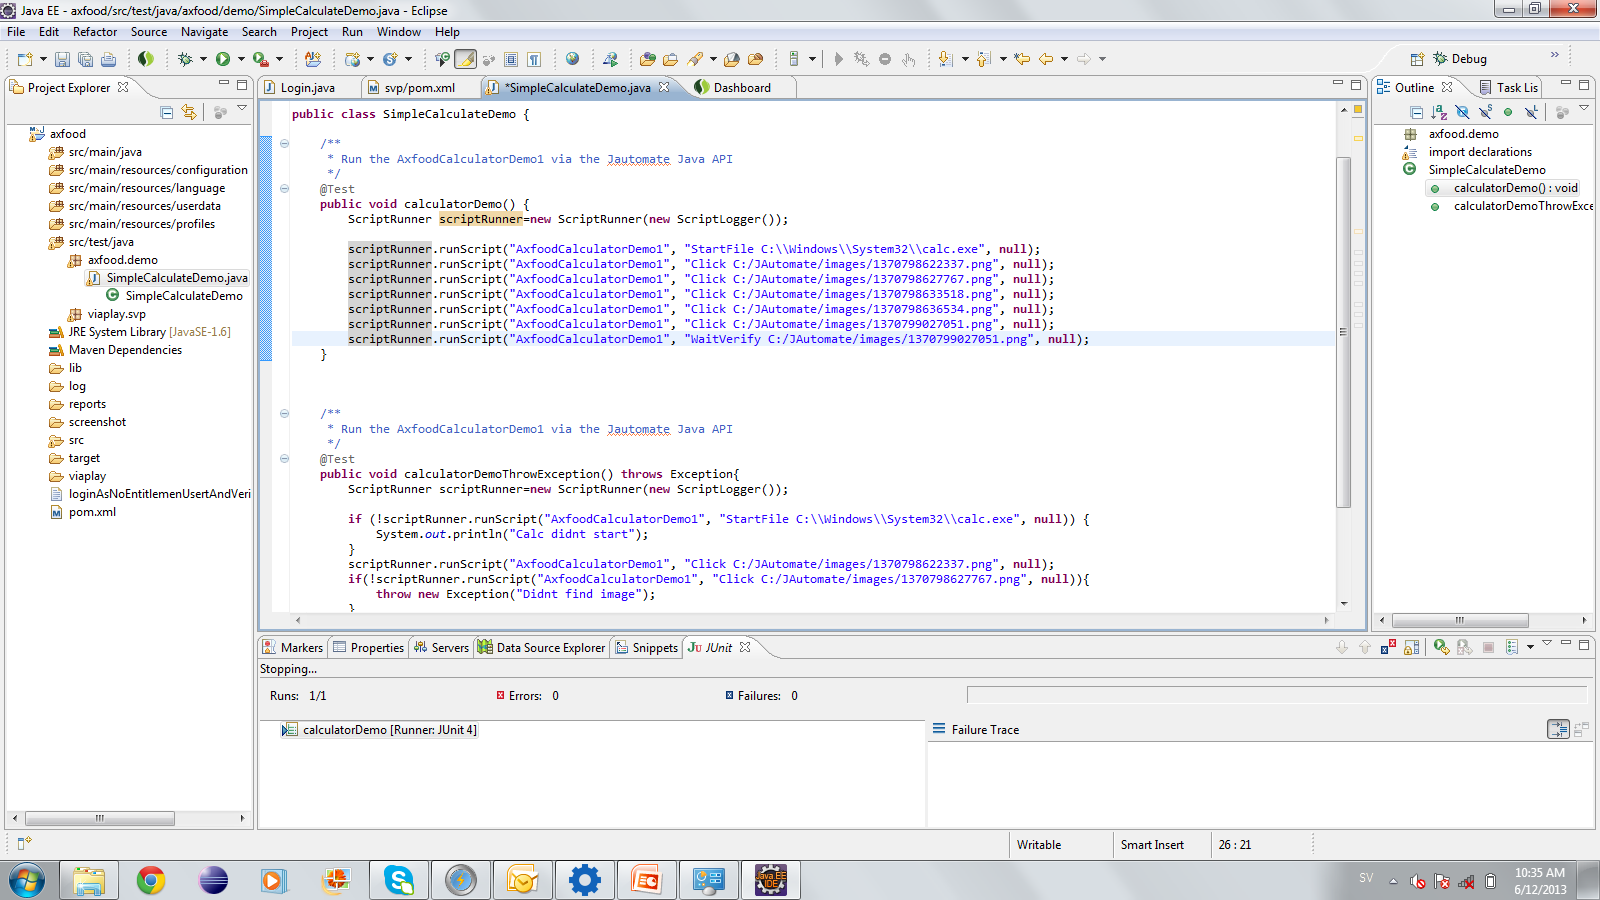 Java EE - axfood/src/test/java/axfood/demo/SimpleCalculateDemo.java - Eclipse
File Edit Refactor Source Navigate Search Project Run Window Help
Debug
Project Explorer
Login.java svp/pom.xml *SimpleCalculateDemo.java Dashboard
Outline Task Lis
axfood
src/main/java
src/main/resources/configuration
src/main/resources/language
src/main/resources/userdata
src/main/resources/profiles
src/test/java
axfood.demo
SimpleCalculateDemo.java
SimpleCalculateDemo
viaplay.svp
JRE System Library [JavaSE-1.6]
Maven Dependencies
lib
log
reports
screenshot
src
target
viaplay
loginAsNoEntitlemenUsertAndVeri
pom.xml
public class SimpleCalculateDemo {
/**
* Run the AxfoodCalculatorDemo1 via the Jautomate Java API
*/
@Test
public void calculatorDemo() {
ScriptRunner scriptRunner=new ScriptRunner(new ScriptLogger());
scriptRunner.runScript("AxfoodCalculatorDemo1", "StartFile C:\\Windows\\System32\\calc.exe", null);
scriptRunner.runScript("AxfoodCalculatorDemo1", "Click C:/JAutomate/images/1370798622337.png", null);
scriptRunner.runScript("AxfoodCalculatorDemo1", "Click C:/JAutomate/images/1370798627767.png", null);
scriptRunner.runScript("AxfoodCalculatorDemo1", "Click C:/JAutomate/images/1370798633518.png", null);
scriptRunner.runScript("AxfoodCalculatorDemo1", "Click C:/JAutomate/images/1370798636534.png", null);
scriptRunner.runScript("AxfoodCalculatorDemo1", "Click C:/JAutomate/images/1370799027051.png", null);
scriptRunner.runScript("AxfoodCalculatorDemo1", "WaitVerify C:/JAutomate/images/1370799027051.png", null);
}
/**
* Run the AxfoodCalculatorDemo1 via the Jautomate Java API
*/
@Test
public void calculatorDemoThrowException() throws Exception{
ScriptRunner scriptRunner=new ScriptRunner(new ScriptLogger());
if (!scriptRunner.runScript("AxfoodCalculatorDemo1", "StartFile C:\\Windows\\System32\\calc.exe", null)) {
System.out.println("Calc didnt start");
}
scriptRunner.runScript("AxfoodCalculatorDemo1", "Click C:/JAutomate/images/1370798622337.png", null);
if(!scriptRunner.runScript("AxfoodCalculatorDemo1", "Click C:/JAutomate/images/1370798627767.png", null)){
throw new Exception("Didnt find image");
}
axfood.demo
import declarations
SimpleCalculateDemo
calculatorDemo() : void
calculatorDemoThrowExce
Markers Properties Servers Data Source Explorer Snippets JUnit
Stopping...
Runs: 1/1 Errors: 0 Failures: 0
calculatorDemo [Runner: JUnit 4]
Failure Trace
Writable Smart Insert 26 : 21
Java EE
IDE
SV
10:35 AM
6/12/2013